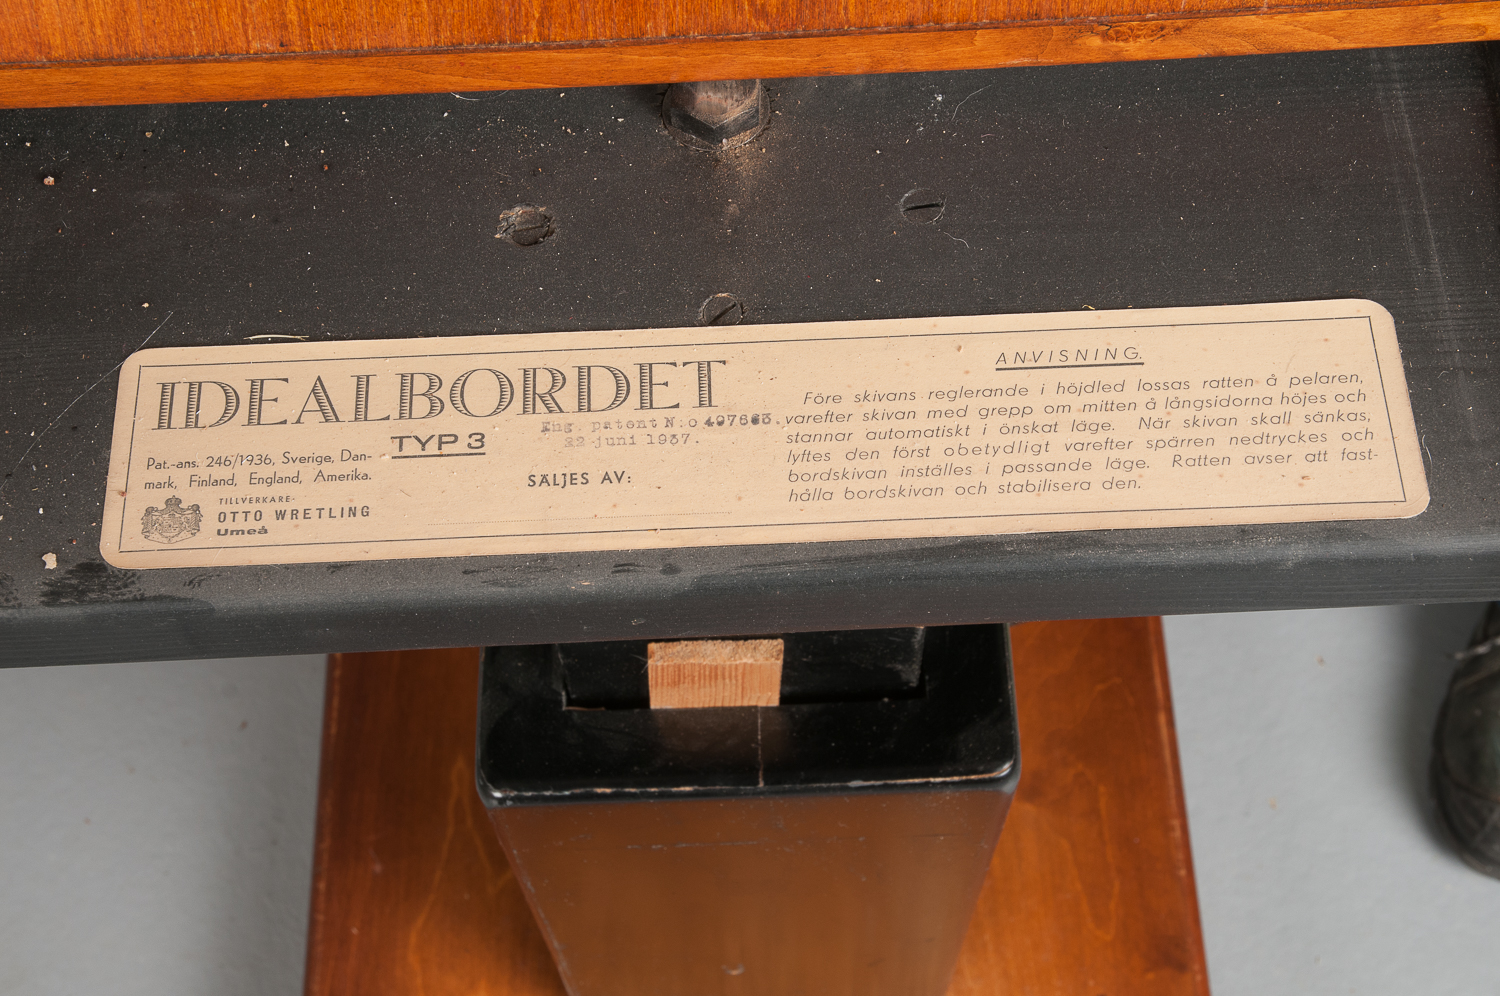 IDEALBORDET
TYP 3
Eng. patent N:o
22 juni 1937.
Pat.-ans. 246/1936, Sverige, Dan-
mark, Finland, England, Amerika.
TILLVERKARE-
OTTO WRETLING
Umeå
SÄLJES AV:
ANVISNING.
Före skivans reglerande i höjdled lossas ratten å pelaren,
varefter skivan med grepp om mitten å långsidorna höjes och
stannar automatiskt i önskat läge. När skivan skall sänkas,
lyftes den först obetydligt varefter spärren nedtryckes och
bordskivan inställes i passande läge. Ratten avser att fast-
hålla bordskivan och stabilisera den.